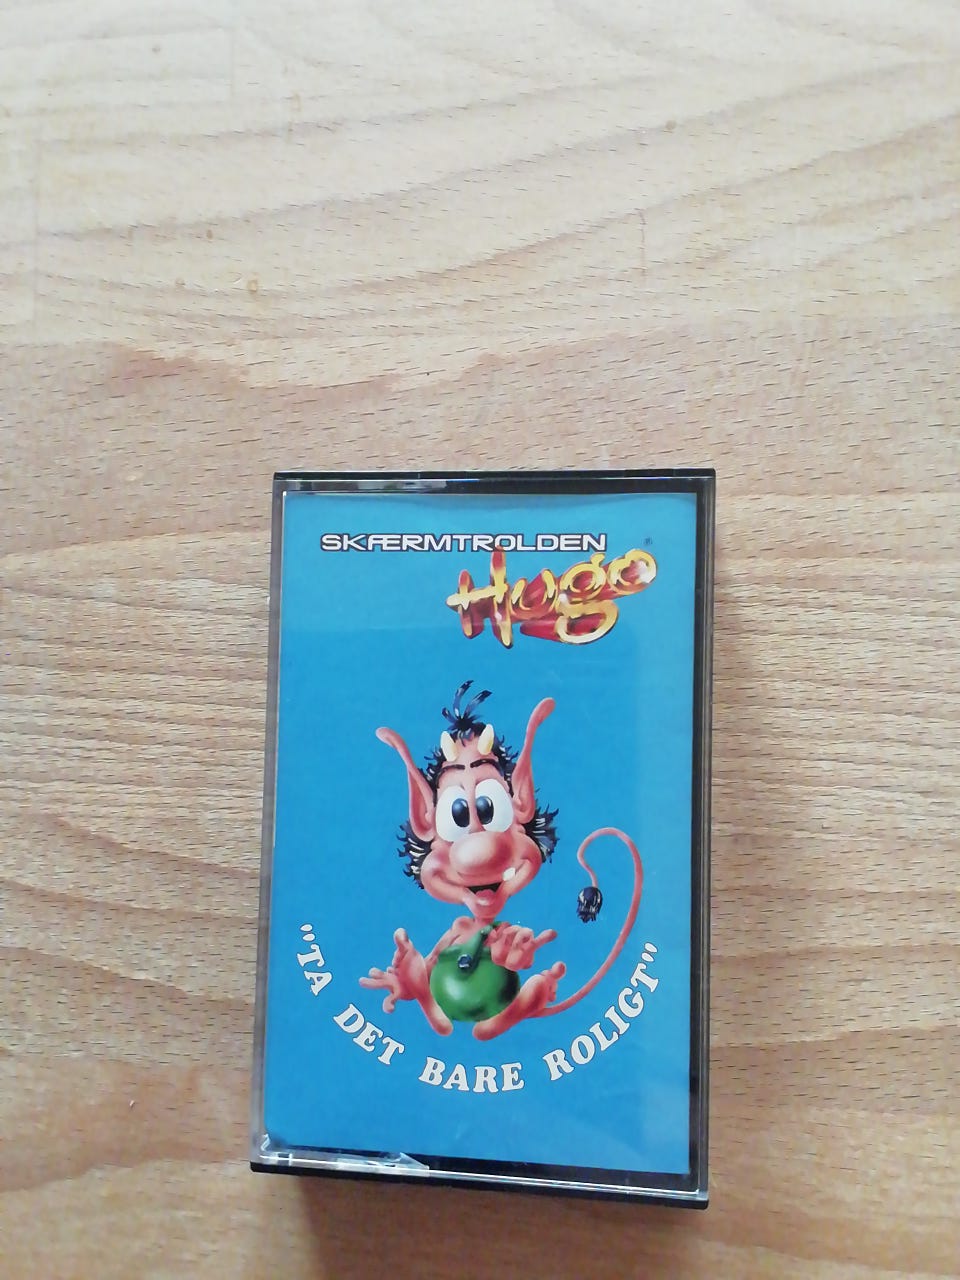 SKÆRMTROLDEN
Hugo®
"TA DET BARE ROLIGT"